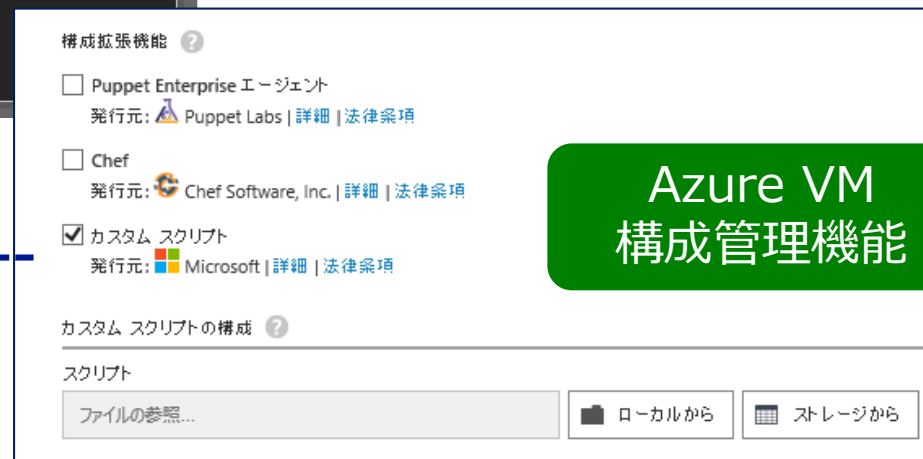 構成拡張機能 ?
Puppet Enterprise エージェント
発行元: Puppet Labs | 詳細 | 法律条項
Chef
発行元: Chef Software, Inc. | 詳細 | 法律条項
カスタム スクリプト
発行元: Microsoft | 詳細 | 法律条項
Azure VM
構成管理機能
カスタム スクリプトの構成 ?
スクリプト
ファイルの参照...
ローカルから
ストレージから